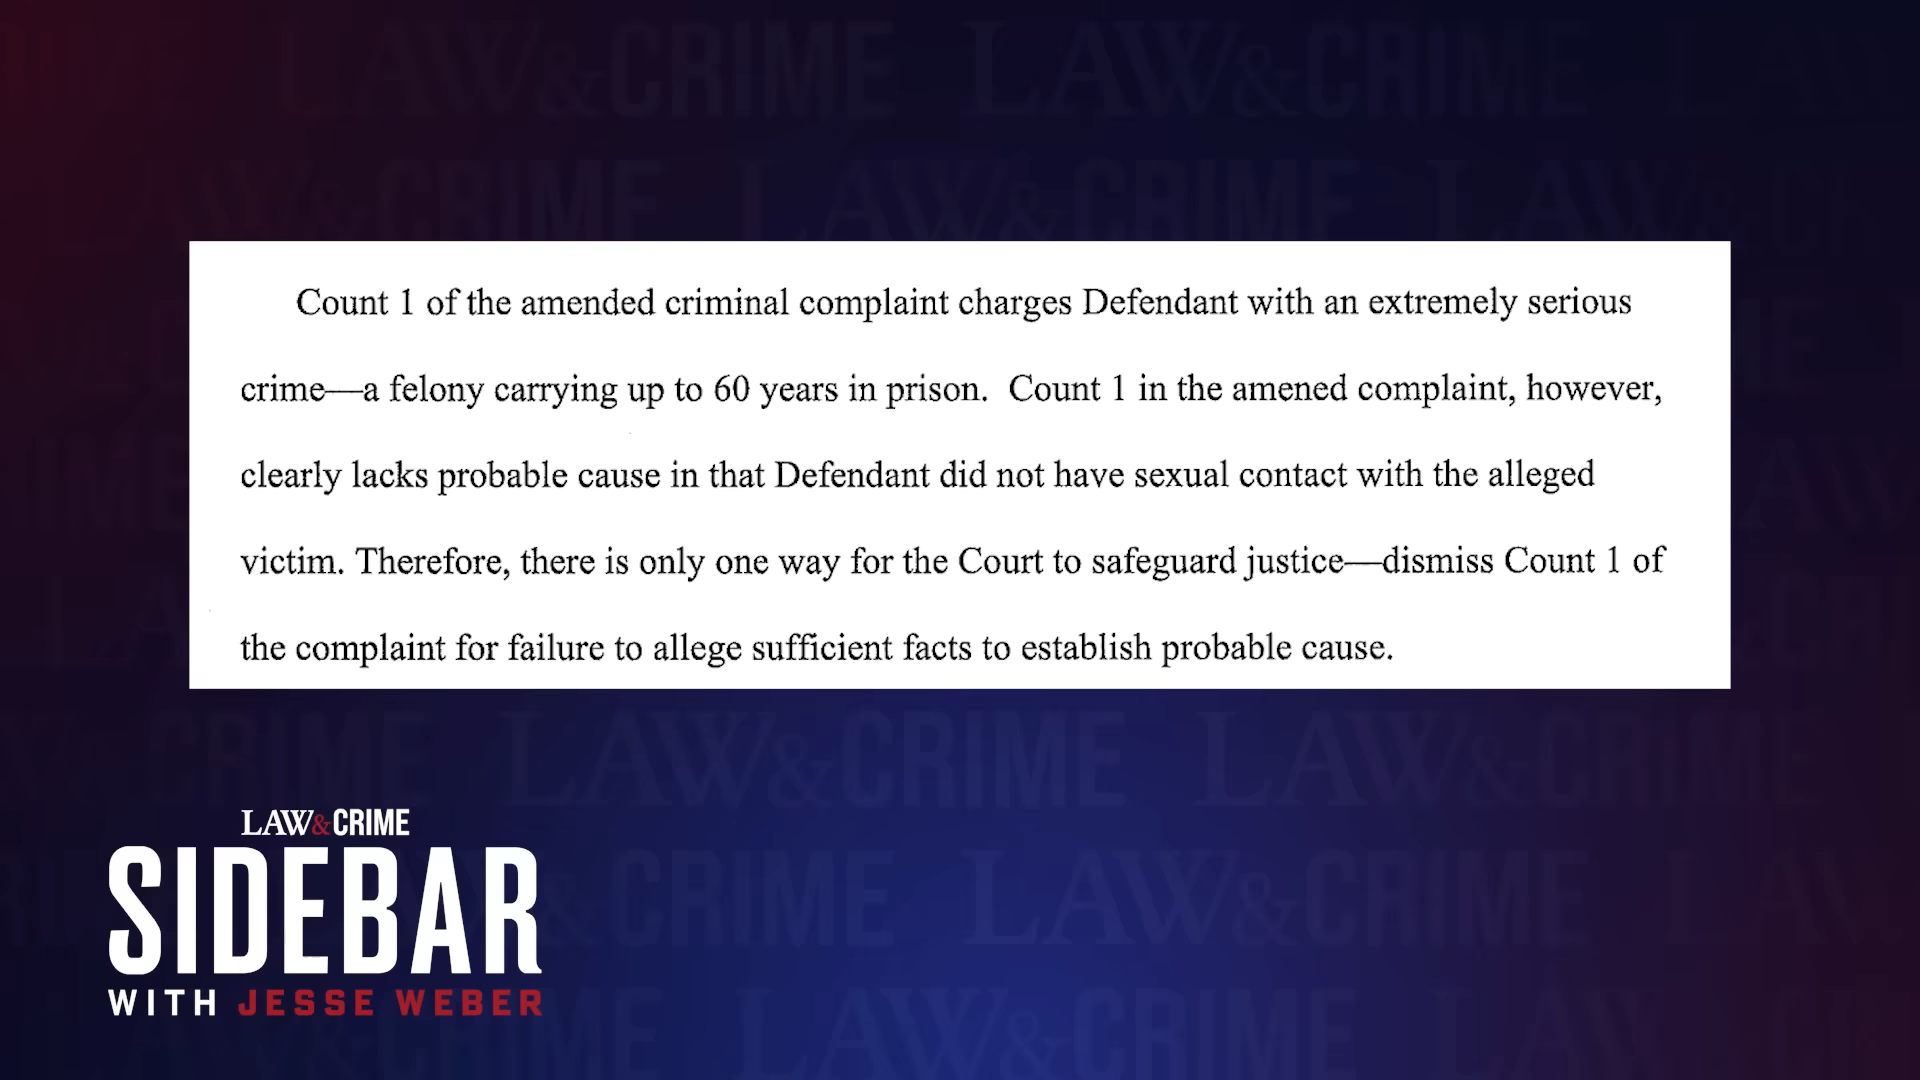 Count 1 of the amended criminal complaint charges Defendant with an extremely serious
crime—a felony carrying up to 60 years in prison.  Count 1 in the amened complaint, however,
clearly lacks probable cause in that Defendant did not have sexual contact with the alleged
victim. Therefore, there is only one way for the Court to safeguard justice—dismiss Count 1 of
the complaint for failure to allege sufficient facts to establish probable cause.
LAW&CRIME
SIDEBAR
WITH JESSE WEBER